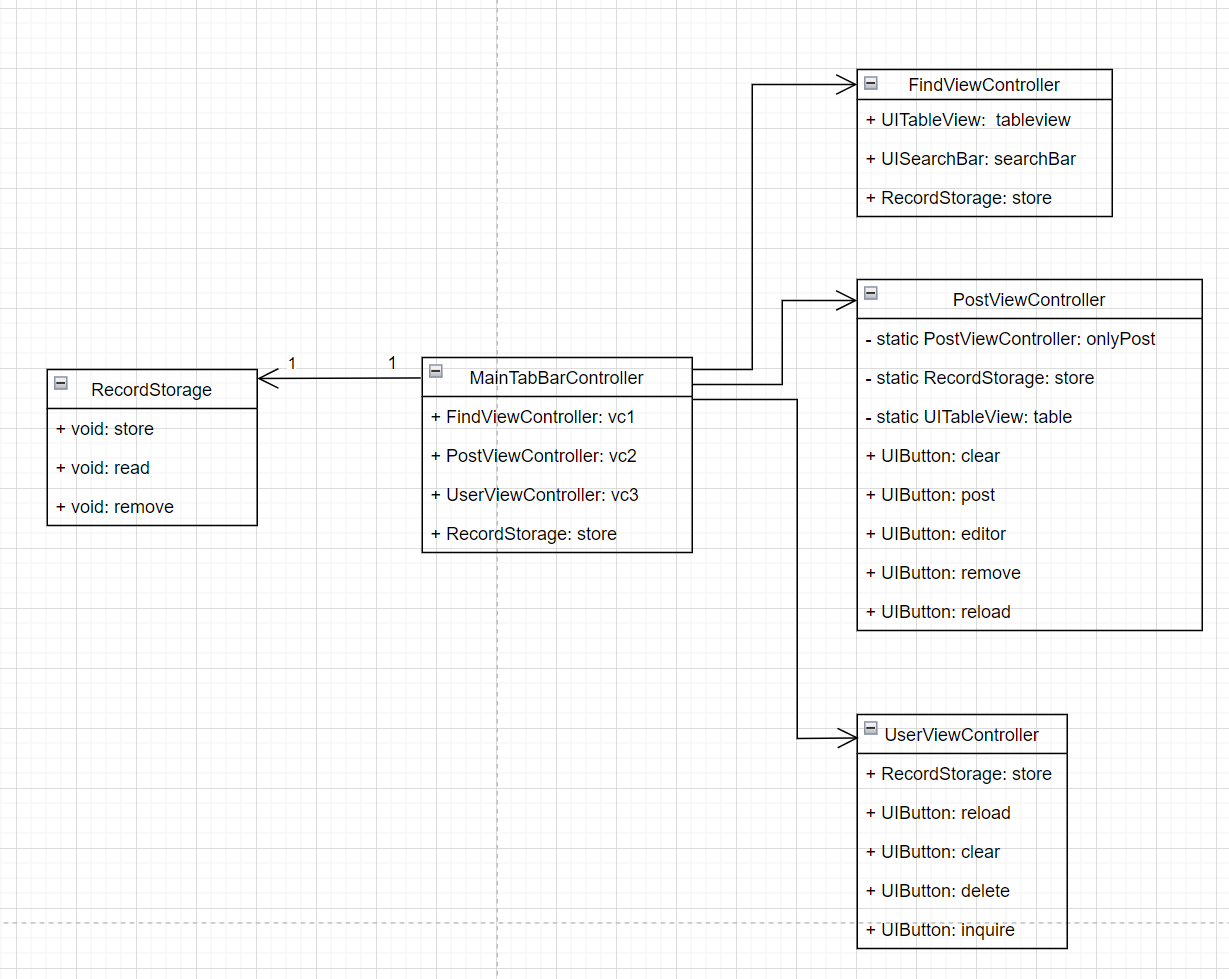 FindViewController
+ UITableView:  tableview
+ UISearchBar: searchBar
+ RecordStorage: store
PostViewController
- static PostViewController: onlyPost
- static RecordStorage: store
- static UITableView: table
+ UIButton: clear
+ UIButton: post
+ UIButton: editor
+ UIButton: remove
+ UIButton: reload
1
1
RecordStorage
+ void: store
+ void: read
+ void: remove
MainTabBarController
+ FindViewController: vc1
+ PostViewController: vc2
+ UserViewController: vc3
+ RecordStorage: store
UserViewController
+ RecordStorage: store
+ UIButton: reload
+ UIButton: clear
+ UIButton: delete
+ UIButton: inquire